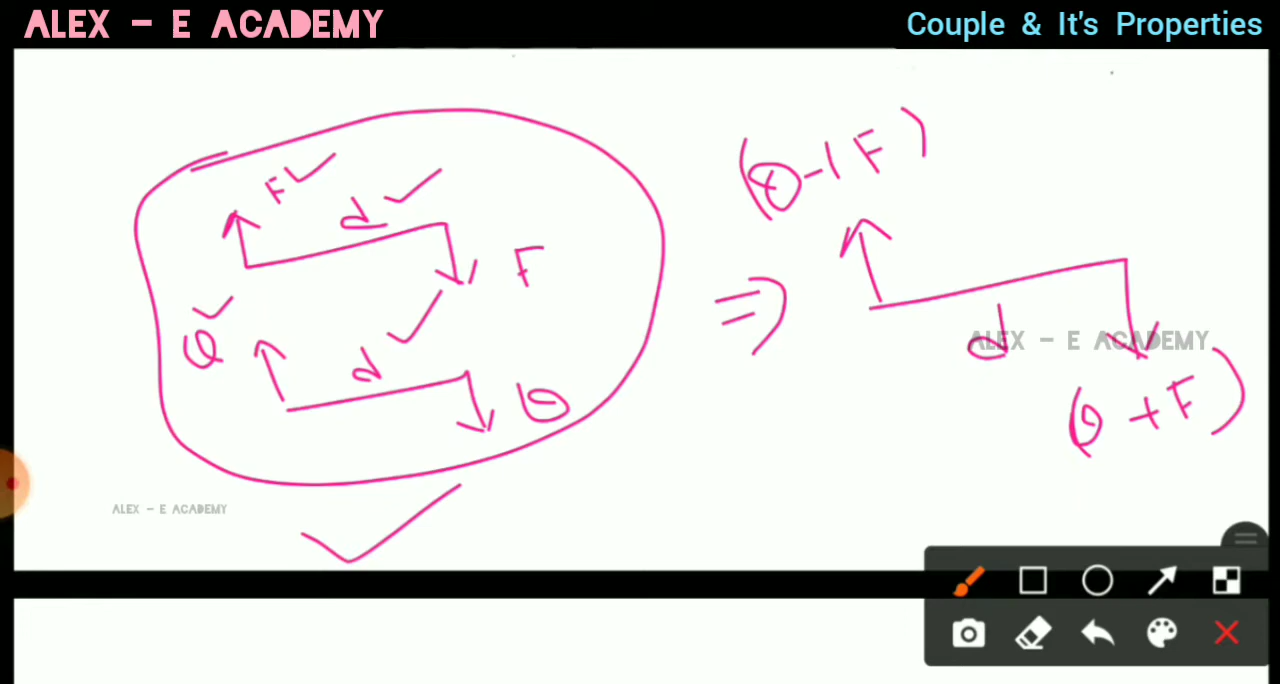 ALEX - E ACADEMY
Couple & It's Properties
F
d
F
Q
d
Q
(Q + F)
d
ALEX - E ACADEMY
(Q + F)
ALEX - E ACADEMY